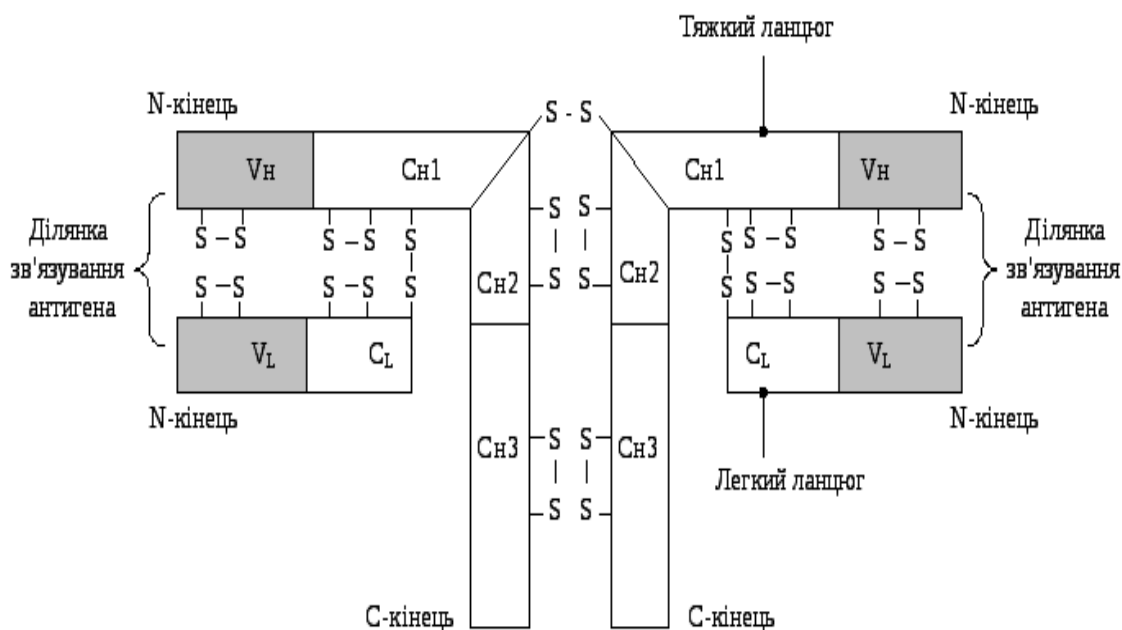 Тяжкий ланцюг
N-кінець
S - S
N-кінець
VH
CH1
CH1
VH
Ділянка
зв'язування
антигена
S – S
S – S S
S S
S S – S
S – S
Ділянка
зв'язування
антигена
S – S
S – S S
CH2
S S
CH2
S S – S
S – S
VL
CL
CL
VL
N-кінець
N-кінець
CH3
S S
CH3
Легкий ланцюг
S S
C-кінець
C-кінець